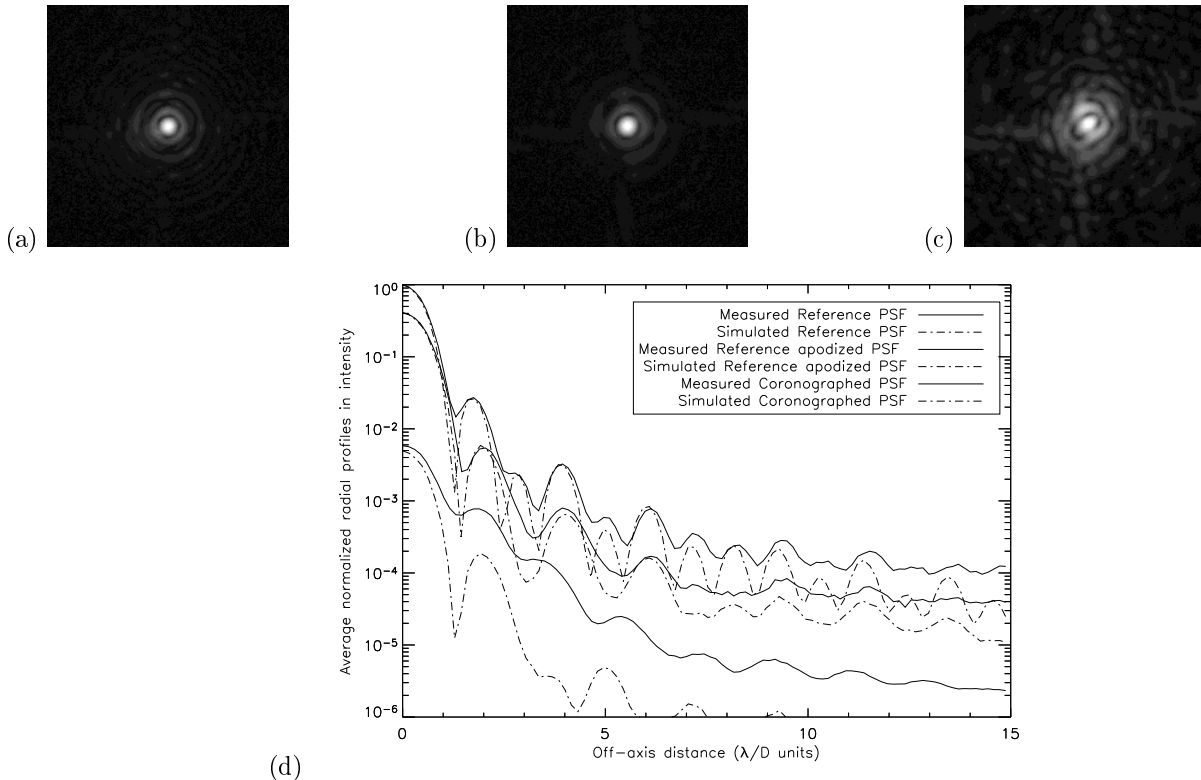 (a)
(b)
(c)
Measured Reference PSF
Simulated Reference PSF
Measured Reference apodized PSF
Simulated Reference apodized PSF
Measured Coronographed PSF
Simulated Coronographed PSF
Average normalized radial profiles in intensity
10⁰
10⁻¹
10⁻²
10⁻³
10⁻⁴
10⁻⁵
10⁻⁶
0 5 10 15
Off-axis distance (λ/D units)
(d)